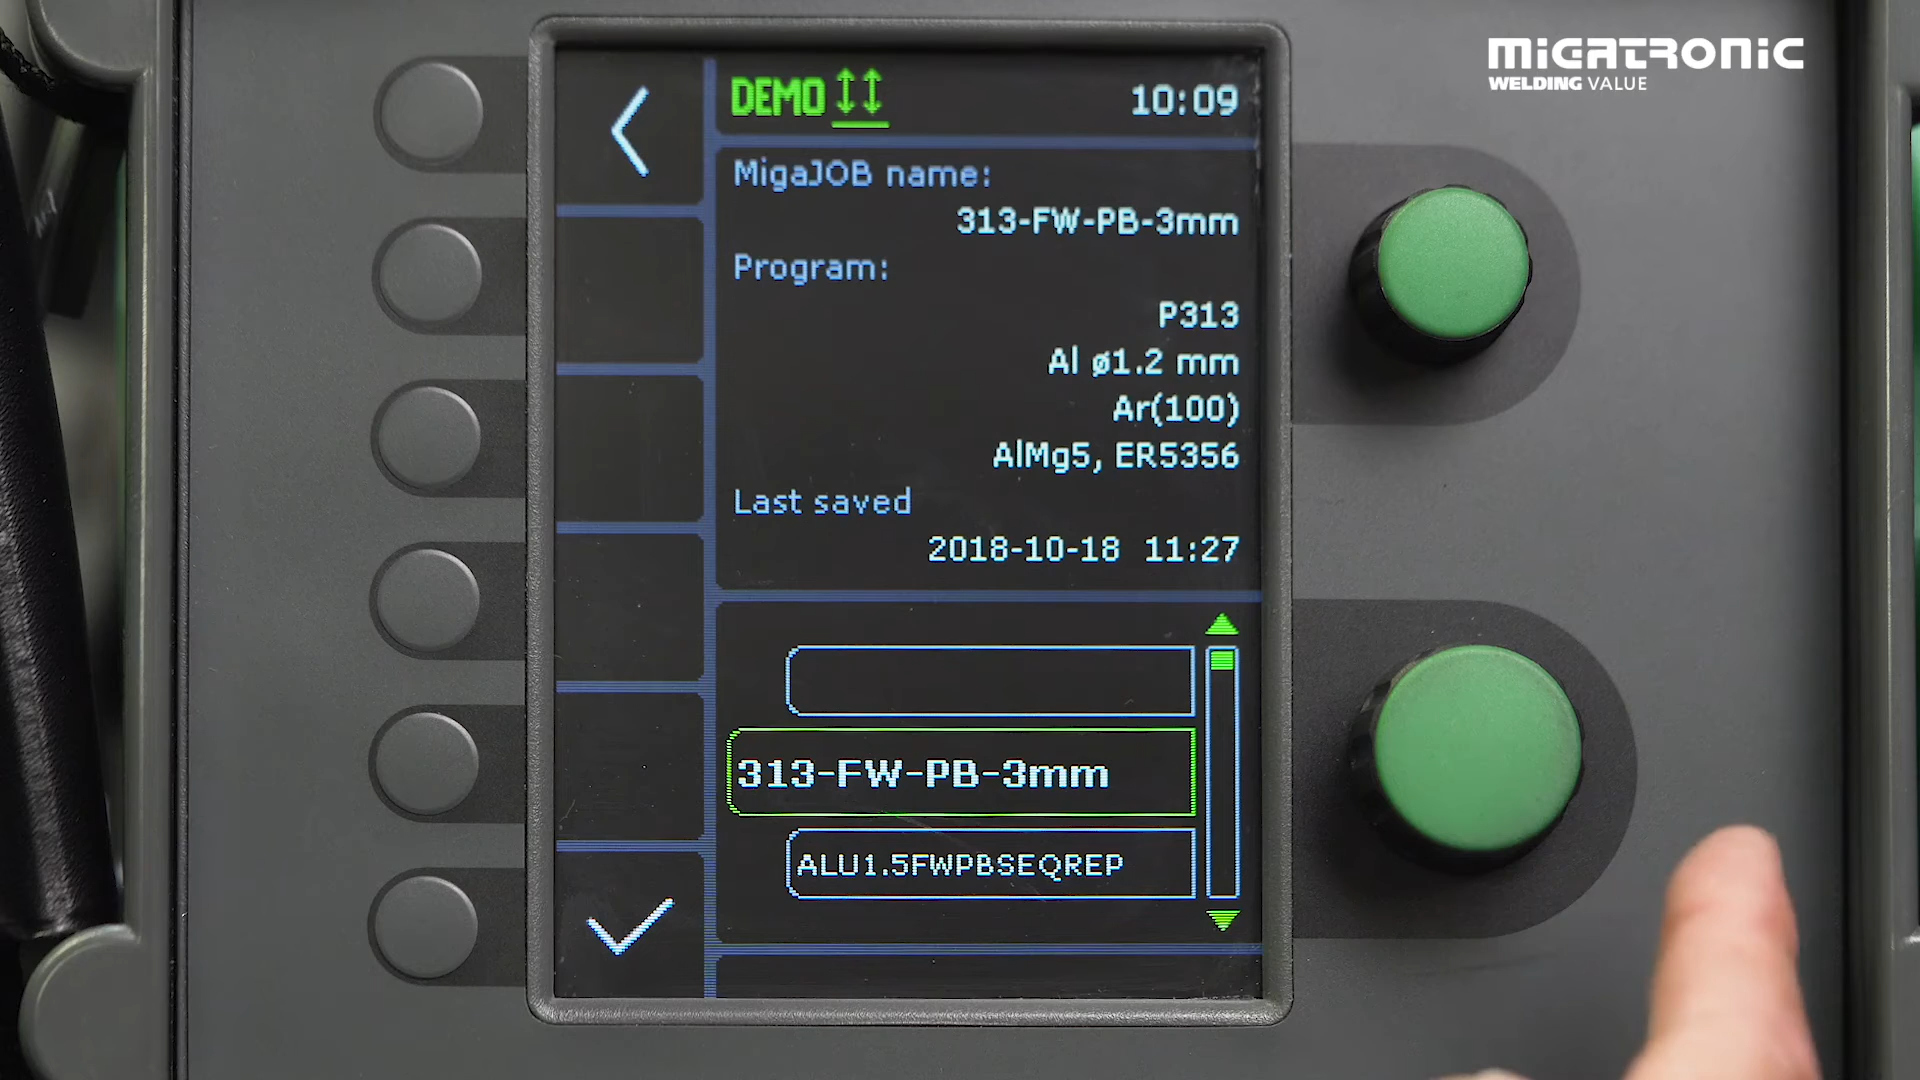 MIGATRONIC
WELDING VALUE
DEMO 10:09
MigaJOB name:
313-FW-PB-3mm
Program:
P313
Al ø1.2 mm
Ar(100)
AlMg5, ER5356
Last saved
2018-10-18 11:27
313-FW-PB-3mm
ALU1.5FWPBSEQREP